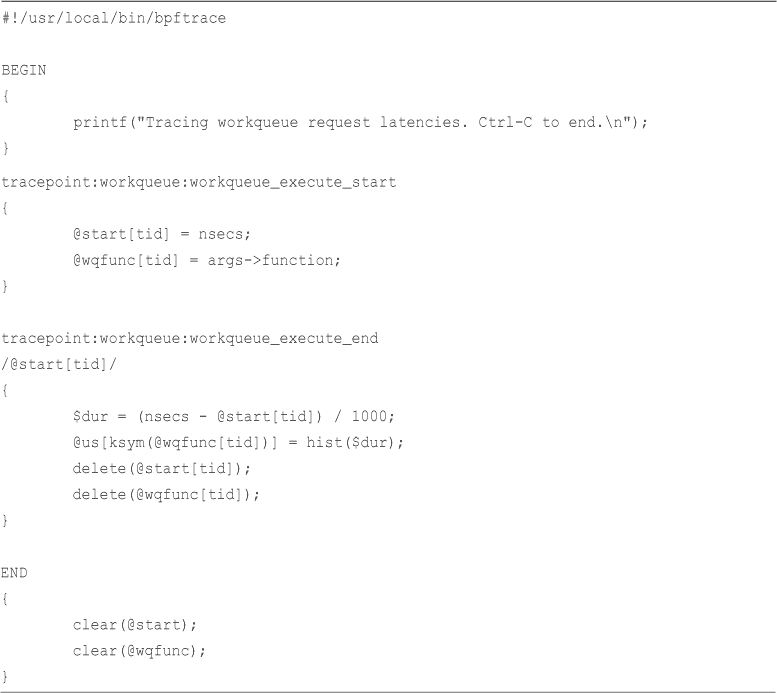 #!/usr/local/bin/bpftrace
BEGIN
{
        printf("Tracing workqueue request latencies. Ctrl-C to end.\n");
}
tracepoint:workqueue:workqueue_execute_start
{
        @start[tid] = nsecs;
        @wqfunc[tid] = args->function;
}
tracepoint:workqueue:workqueue_execute_end
/@start[tid]/
{
        $dur = (nsecs - @start[tid]) / 1000;
        @us[ksym(@wqfunc[tid])] = hist($dur);
        delete(@start[tid]);
        delete(@wqfunc[tid]);
}
END
{
        clear(@start);
        clear(@wqfunc);
}